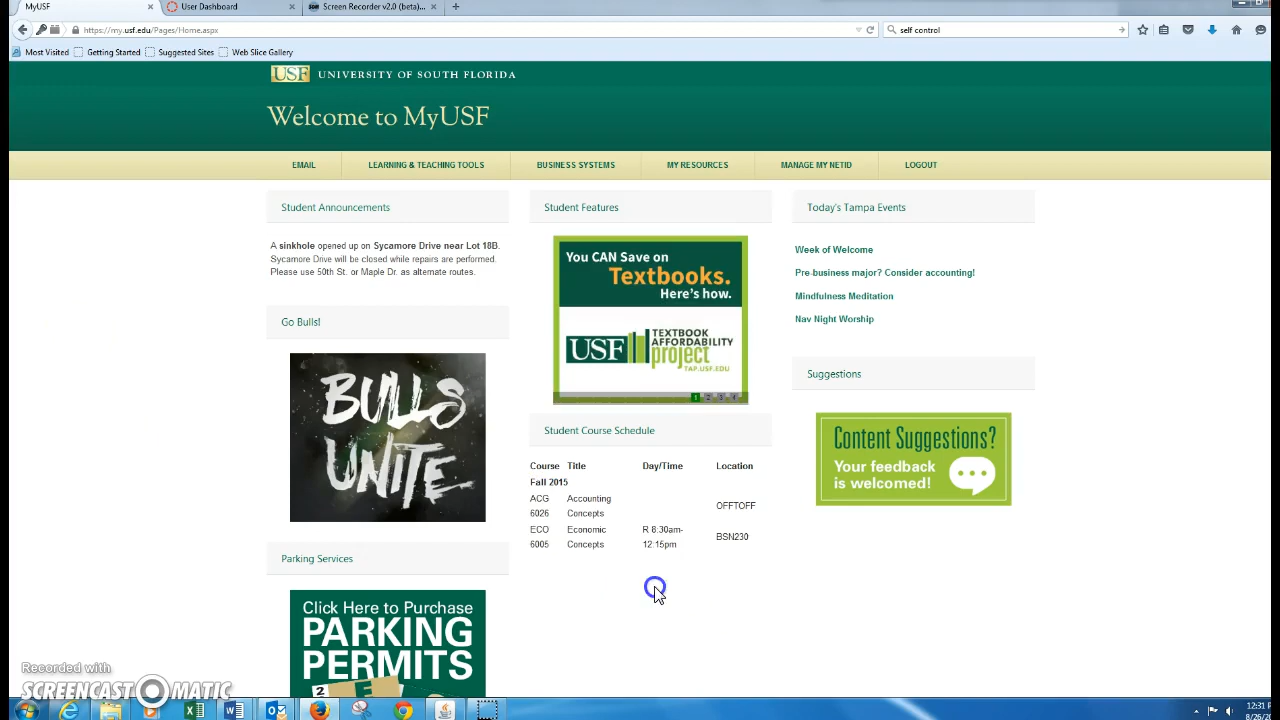 MyUSF
User Dashboard
Screen Recorder v2.0 (beta)...
https://my.usf.edu/Pages/Home.aspx
self control
Most Visited
Getting Started
Suggested Sites
Web Slice Gallery
USF UNIVERSITY OF SOUTH FLORIDA
Welcome to MyUSF
EMAIL
LEARNING & TEACHING TOOLS
BUSINESS SYSTEMS
MY RESOURCES
MANAGE MY NETID
LOGOUT
Student Announcements
A sinkhole opened up on Sycamore Drive near Lot 18B.
Sycamore Drive will be closed while repairs are performed.
Please use 50th St. or Maple Dr. as alternate routes.
Go Bulls!
BULLS
UNITE
Parking Services
Click Here to Purchase
PARKING
PERMITS
2
E
Student Features
You CAN Save on
Textbooks.
Here's how.
USF TEXTBOOK
AFFORDABILITY
project
TAP.USF.EDU
1 2 3 4
Student Course Schedule
Course Title Day/Time Location
Fall 2015
ACG Accounting
6026 Concepts OFFTOFF
ECO Economic R 8:30am-
6005 Concepts 12:15pm BSN230
Today's Tampa Events
Week of Welcome
Pre-business major? Consider accounting!
Mindfulness Meditation
Nav Night Worship
Suggestions
Content Suggestions?
Your feedback
is welcomed!
Recorded with
SCREENCAST-O-MATIC
12:31 P